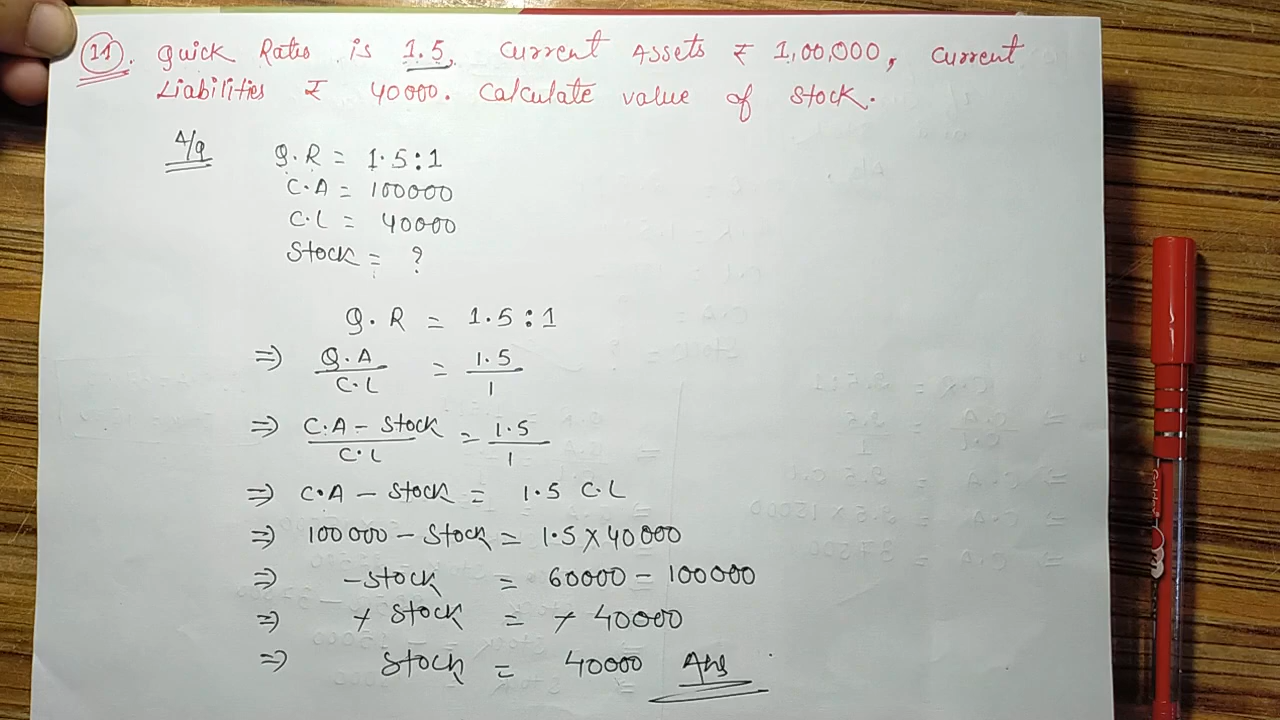 11. Quick Ratio is 1.5, Current Assets ₹ 1,00,000, Current
Liabilities ₹ 40000. Calculate value of Stock.
A/q
Q.R = 1.5:1
C.A = 100000
C.L = 40000
Stock = ?
Q.R = 1.5:1
⇒ Q.A/C.L = 1.5/1
⇒ C.A - Stock/C.L = 1.5/1
⇒ C.A - Stock = 1.5 C.L
⇒ 100000 - Stock = 1.5 × 40000
⇒ - Stock = 60000 - 100000
⇒ + Stock = + 40000
⇒ Stock = 40000 Ans